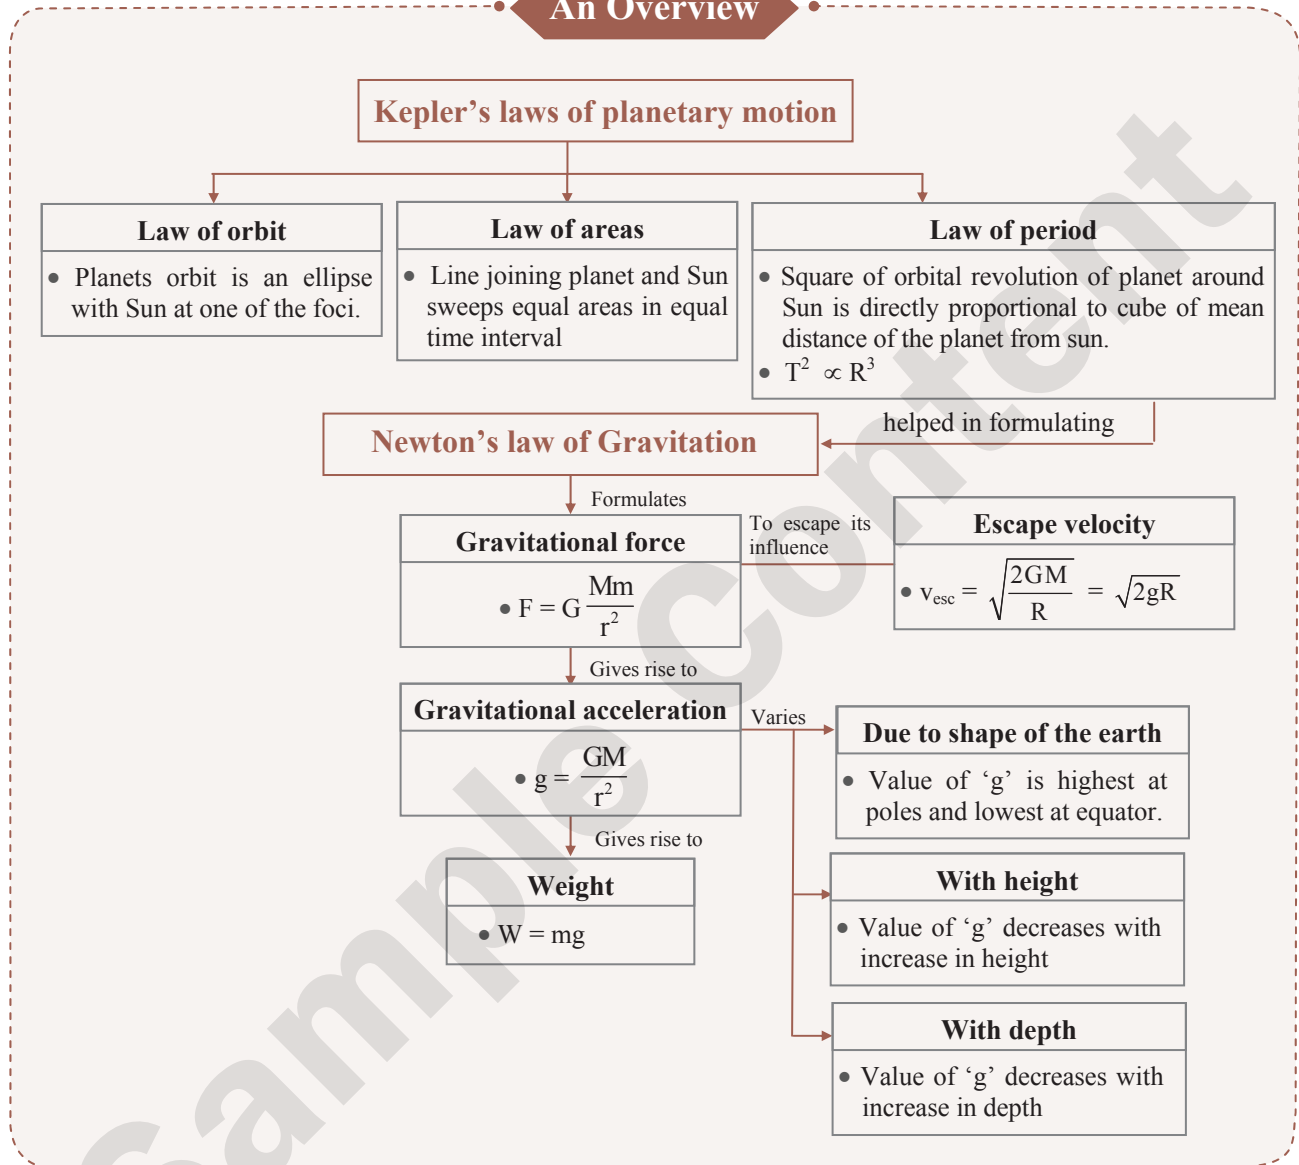 An Overview
Kepler’s laws of planetary motion
Law of orbit
• Planets orbit is an ellipse
with Sun at one of the foci.
Law of areas
• Line joining planet and Sun
sweeps equal areas in equal
time interval
Law of period
• Square of orbital revolution of planet around
Sun is directly proportional to cube of mean
distance of the planet from sun.
• T² ∝ R³
helped in formulating
Newton’s law of Gravitation
Formulates
Gravitational force
• F = G Mm/r²
To escape its
influence
Escape velocity
• v_esc = √(2GM/R) = √(2gR)
Gives rise to
Gravitational acceleration
• g = GM/r²
Varies
Due to shape of the earth
• Value of ‘g’ is highest at
poles and lowest at equator.
Gives rise to
Weight
• W = mg
With height
• Value of ‘g’ decreases with
increase in height
With depth
• Value of ‘g’ decreases with
increase in depth
Sample Content